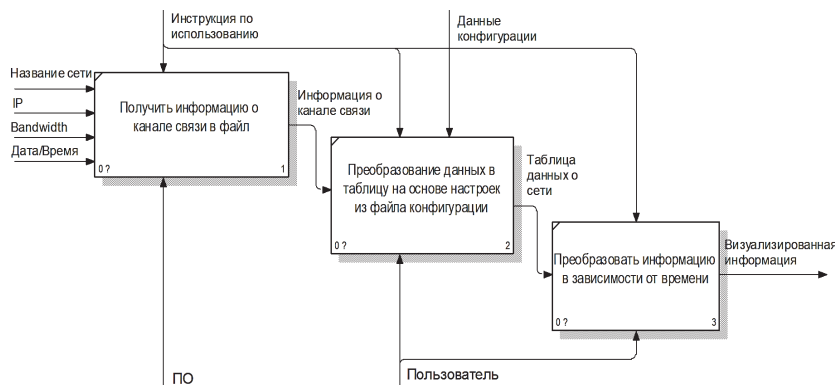 Инструкция по
использованию
Данные
конфигурации
Название сети
IP
Bandwidth
Дата/Время
Получить информацию о
канале связи в файл
0 ?
1
Информация о
канале связи
Преобразование данных в
таблицу на основе настроек
из файла конфигурации
0 ?
2
Таблица
данных о
сети
Преобразовать информацию
в зависимости от времени
0 ?
3
Визуализированная
информация
ПО
Пользователь